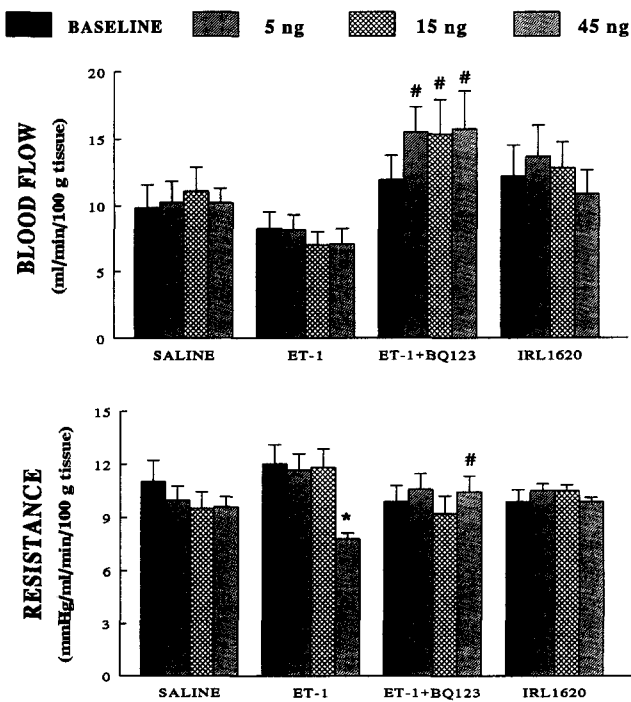 BASELINE 5 ng 15 ng 45 ng
BLOOD FLOW
(ml/min/100 g tissue)
20
15
10
5
0
# # #
SALINE ET-1 ET-1+BQ123 IRL1620
RESISTANCE
(mmHg/ml/min/100 g tissue)
15
12
9
6
3
0
*
#
SALINE ET-1 ET-1+BQ123 IRL1620